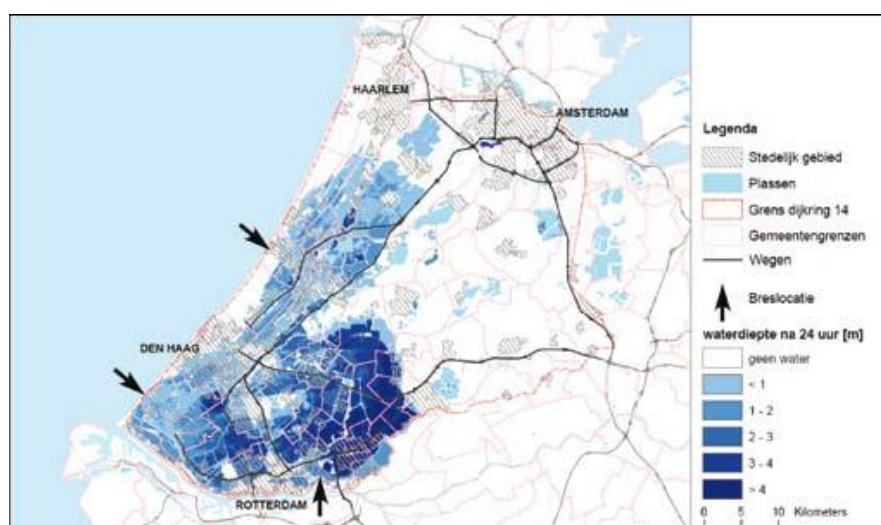 HAARLEM
AMSTERDAM
DEN HAAG
ROTTERDAM
Legenda
Stedelijk gebied
Plassen
Grens dijkring 14
Gemeentengrenzen
Wegen
Breslocatie
waterdiepte na 24 uur [m]
geen water
< 1
1 - 2
2 - 3
3 - 4
> 4
0 5 10 Kilometers